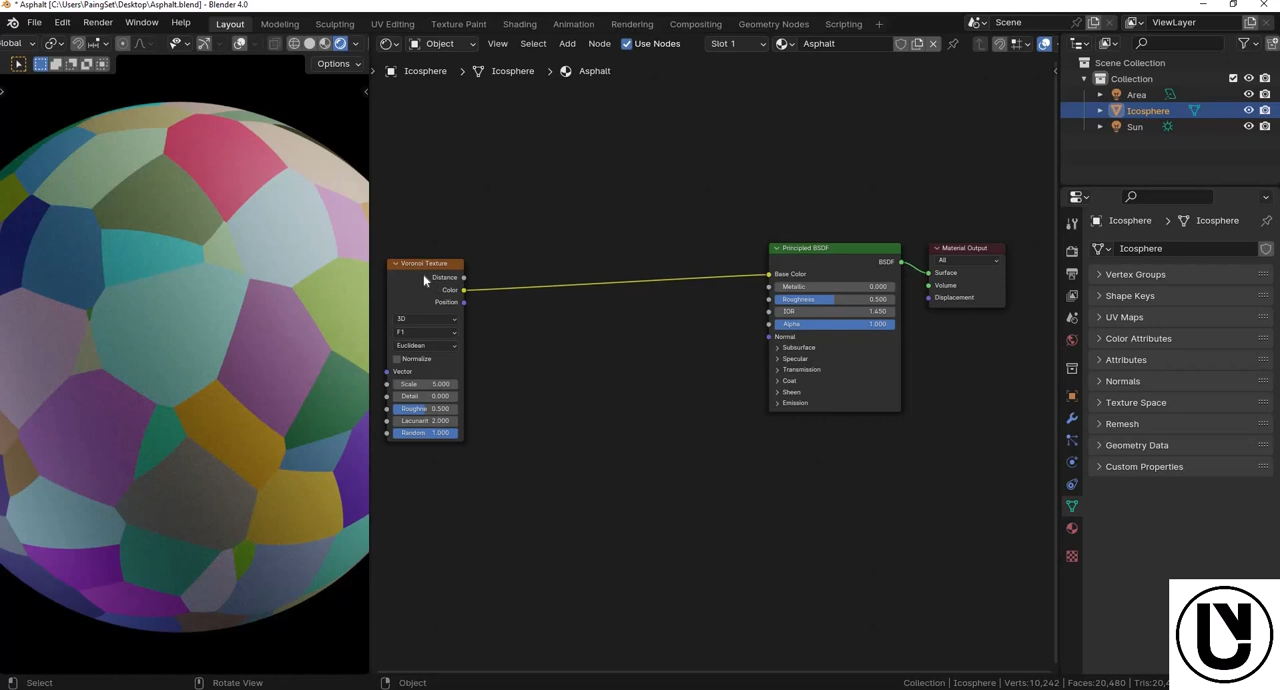 * Asphalt [C:\Users\PaingSet\Desktop\Asphalt.blend] - Blender 4.0
File Edit Render Window Help Layout Modeling Sculpting UV Editing Texture Paint Shading Animation Rendering Compositing Geometry Nodes Scripting + Scene ViewLayer
lobal Object View Select Add Node Use Nodes Slot 1 Asphalt
Options
Icosphere > Icosphere > Asphalt
Scene Collection
Collection
Area
Icosphere
Sun
Icosphere > Icosphere
Icosphere
Vertex Groups
Shape Keys
UV Maps
Color Attributes
Attributes
Normals
Texture Space
Remesh
Geometry Data
Custom Properties
Voronoi Texture
Distance
Color
Position
3D
F1
Euclidean
Normalize
Vector
Scale 5.000
Detail 0.000
Roughne 0.500
Lacunarit 2.000
Random 1.000
Principled BSDF
BSDF
Base Color
Metallic 0.000
Roughness 0.500
IOR 1.450
Alpha 1.000
Normal
Subsurface
Specular
Transmission
Coat
Sheen
Emission
Material Output
All
Surface
Volume
Displacement
Select Rotate View Object Collection | Icosphere | Verts:10,242 | Faces:20,480 | Tris:20,4